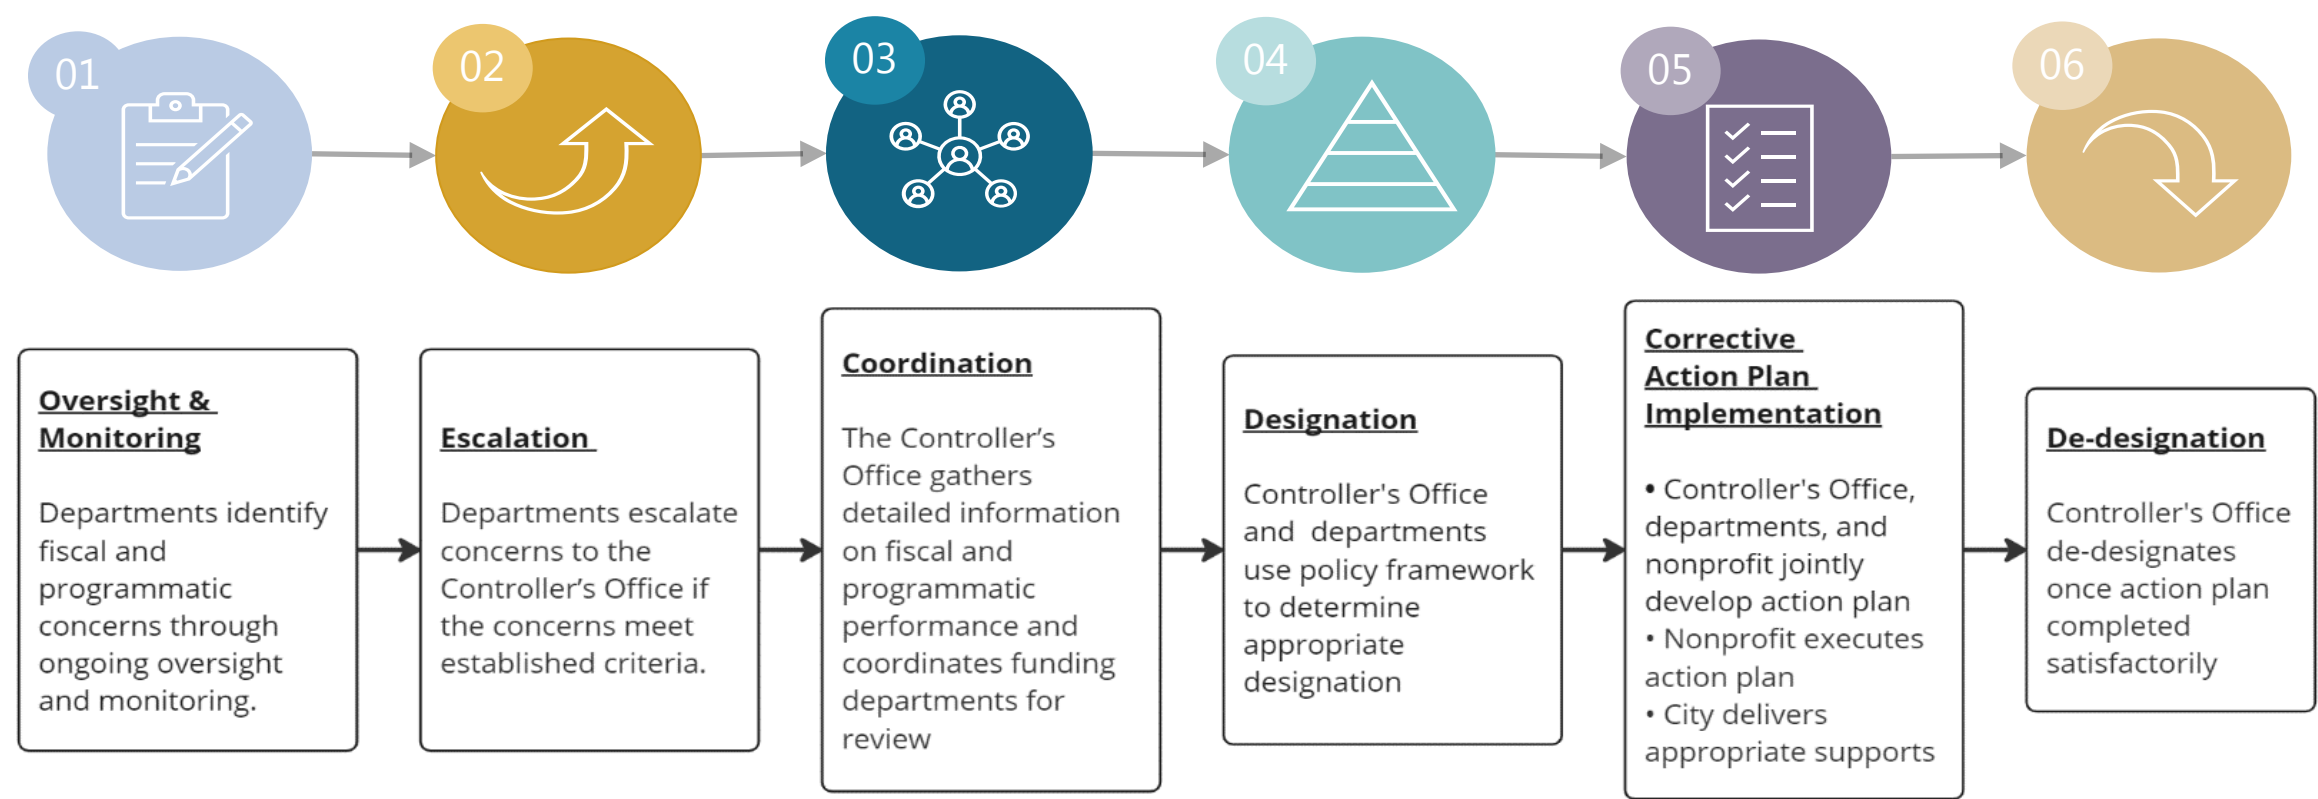 01
02
03
04
05
06
Oversight &
Monitoring
Departments identify
fiscal and
programmatic
concerns through
ongoing oversight
and monitoring.
Escalation
Departments escalate
concerns to the
Controller’s Office if
the concerns meet
established criteria.
Coordination
The Controller’s
Office gathers
detailed information
on fiscal and
programmatic
performance and
coordinates funding
departments for
review
Designation
Controller's Office
and departments
use policy framework
to determine
appropriate
designation
Corrective
Action Plan
Implementation
• Controller's Office,
departments, and
nonprofit jointly
develop action plan
• Nonprofit executes
action plan
• City delivers
appropriate supports
De-designation
Controller's Office
de-designates
once action plan
completed
satisfactorily